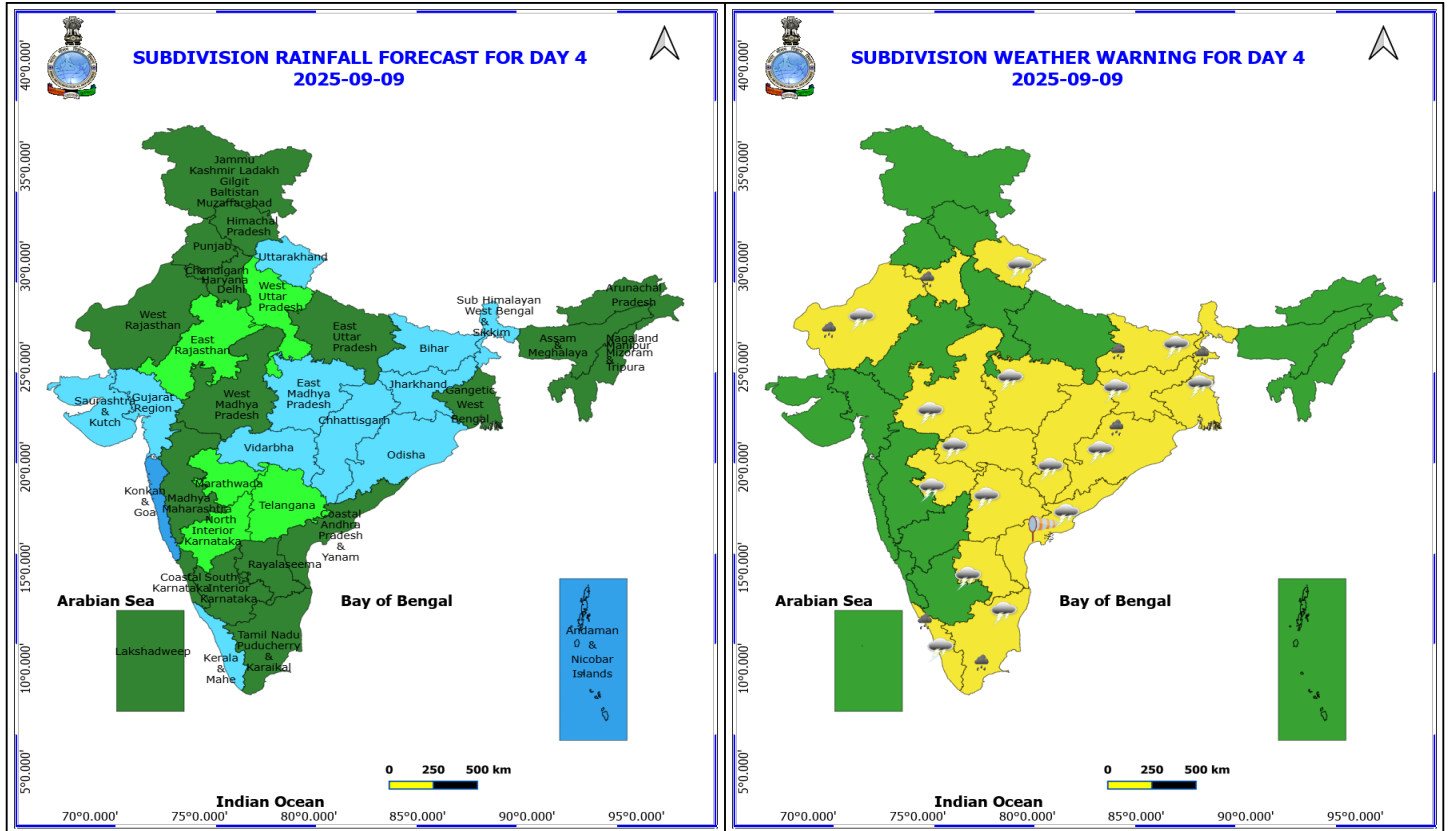 SUBDIVISION RAINFALL FORECAST FOR DAY 4
2025-09-09
40°0.000'
35°0.000'
30°0.000'
25°0.000'
20°0.000'
15°0.000'
10°0.000'
5°0.000'
Jammu
Kashmir Ladakh
Gilgit
Baltistan
Muzaffarabad
Himachal
Pradesh
Punjab
Uttarakhand
Chandigarh
Haryana
Delhi
West
Uttar
Pradesh
West
Rajasthan
East
Rajasthan
East
Uttar
Pradesh
Sub Himalayan
West Bengal
&
Sikkim
Arunachal
Pradesh
Assam
&
Meghalaya
Nagaland
Manipur
Mizoram
&
Tripura
Bihar
Jharkhand
Gangetic
West
Bengal
Saurashtra
&
Kutch
Gujarat
Region
West
Madhya
Pradesh
East
Madhya
Pradesh
Chhattisgarh
Vidarbha
Odisha
Konkan
&
Goa
Madhya
Maharashtra
Marathwada
Telangana
North
Interior
Karnataka
Coastal
Andhra
Pradesh
&
Yanam
Rayalaseema
Coastal
Karnataka
South
Interior
Karnataka
Arabian Sea
Bay of Bengal
Lakshadweep
Kerala
&
Mahe
Tamil Nadu
Puducherry
&
Karaikal
Andaman
&
Nicobar
Islands
0 250 500 km
Indian Ocean
70°0.000' 75°0.000' 80°0.000' 85°0.000' 90°0.000' 95°0.000'
SUBDIVISION WEATHER WARNING FOR DAY 4
2025-09-09
40°0.000'
35°0.000'
30°0.000'
25°0.000'
20°0.000'
15°0.000'
10°0.000'
5°0.000'
Arabian Sea
Bay of Bengal
0 250 500 km
Indian Ocean
70°0.000' 75°0.000' 80°0.000' 85°0.000' 90°0.000' 95°0.000'